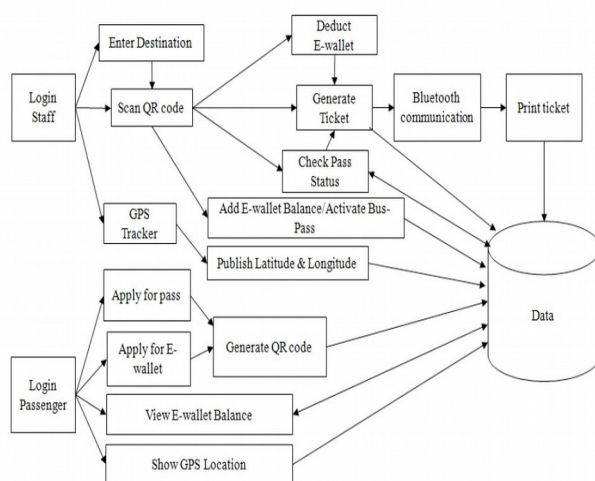 Enter Destination
Deduct
E-wallet
Login
Staff
Scan QR code
Generate
Ticket
Bluetooth
communication
Print ticket
Check Pass
Status
GPS
Tracker
Add E-wallet Balance/Activate Bus-
Pass
Publish Latitude & Longitude
Data
Apply for pass
Apply for E-
wallet
Generate QR code
Login
Passenger
View E-wallet Balance
Show GPS Location